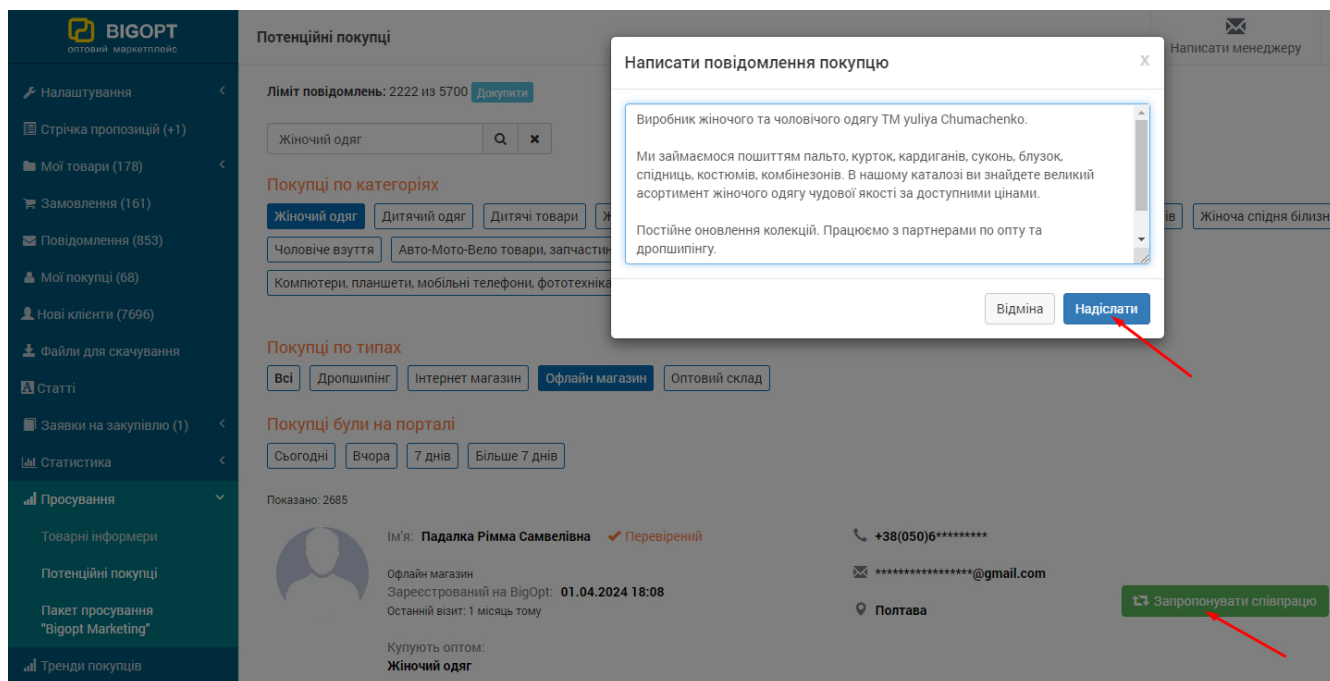 BIGOPT
оптовий маркетплейс
Налаштування
Стрічка пропозицій (+1)
Мої товари (178)
Замовлення (161)
Повідомлення (853)
Мої покупці (68)
Нові клієнти (7696)
Файли для скачування
Статті
Заявки на закупівлю (1)
Статистика
Просування
Товарні інформери
Потенційні покупці
Пакет просування
"Bigopt Marketing"
Тренди покупців
Потенційні покупці
Написати менеджеру
Ліміт повідомлень: 2222 из 5700 Докупити
Жіночий одяг
Покупці по категоріях
Жіночий одяг Дитячий одяг Дитячі товари Жіноча спідня білизн
Чоловіче взуття Авто-Мото-Вело товари, запчастин
Компютери, планшети, мобільні телефони, фототехніка
Покупці по типах
Всі Дропшипінг Інтернет магазин Офлайн магазин Оптовий склад
Покупці були на порталі
Сьогодні Вчора 7 днів Більше 7 днів
Показано: 2685
Ім'я: Падалка Рімма Самвелівна Перевірений
Офлайн магазин
Зареєстрований на BigOpt: 01.04.2024 18:08
Останній візит: 1 місяць тому
Купують оптом:
Жіночий одяг
+38(050)6*********
*****************@gmail.com
Полтава
Запропонувати співпрацю
Написати повідомлення покупцю
X
Виробник жіночого та чоловічого одягу ТМ yuliya Chumachenko.
Ми займаємося пошиттям пальто, курток, кардиганів, суконь, блузок,
спідниць, костюмів, комбінезонів. В нашому каталозі ви знайдете великий
асортимент жіночого одягу чудової якості за доступними цінами.
Постійне оновлення колекцій. Працюємо з партнерами по опту та
дропшипінгу.
Відміна Надіслати